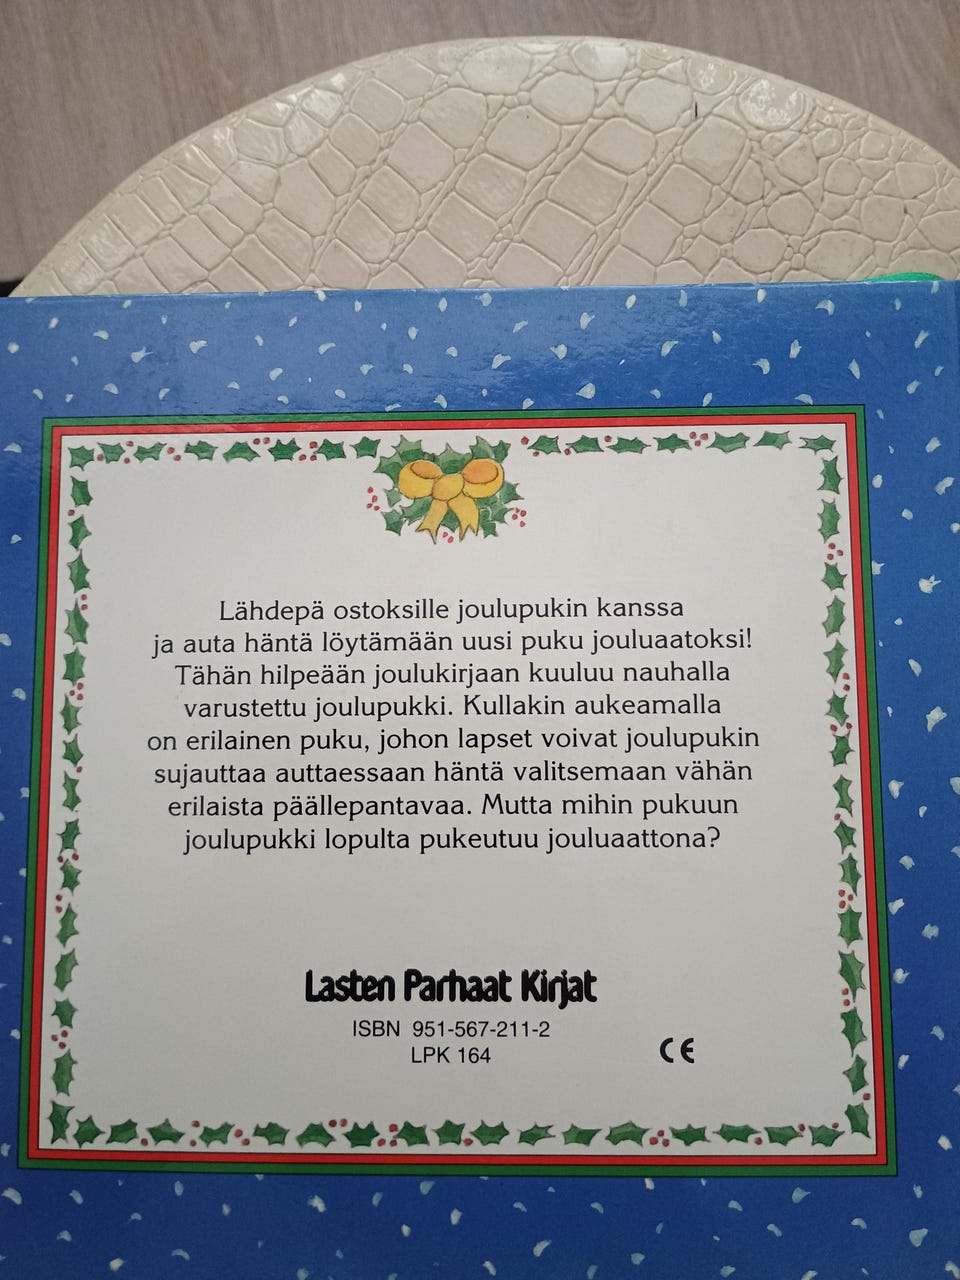 Lähdepä ostoksille joulupukin kanssa
ja auta häntä löytämään uusi puku jouluaatoksi!
Tähän hilpeään joulukirjaan kuuluu nauhalla
varustettu joulupukki. Kullakin aukeamalla
on erilainen puku, johon lapset voivat joulupukin
sujauttaa auttaessaan häntä valitsemaan vähän
erilaista päällepantavaa. Mutta mihin pukuun
joulupukki lopulta pukeutuu jouluaattona?
Lasten Parhaat Kirjat
ISBN 951-567-211-2
LPK 164
CE